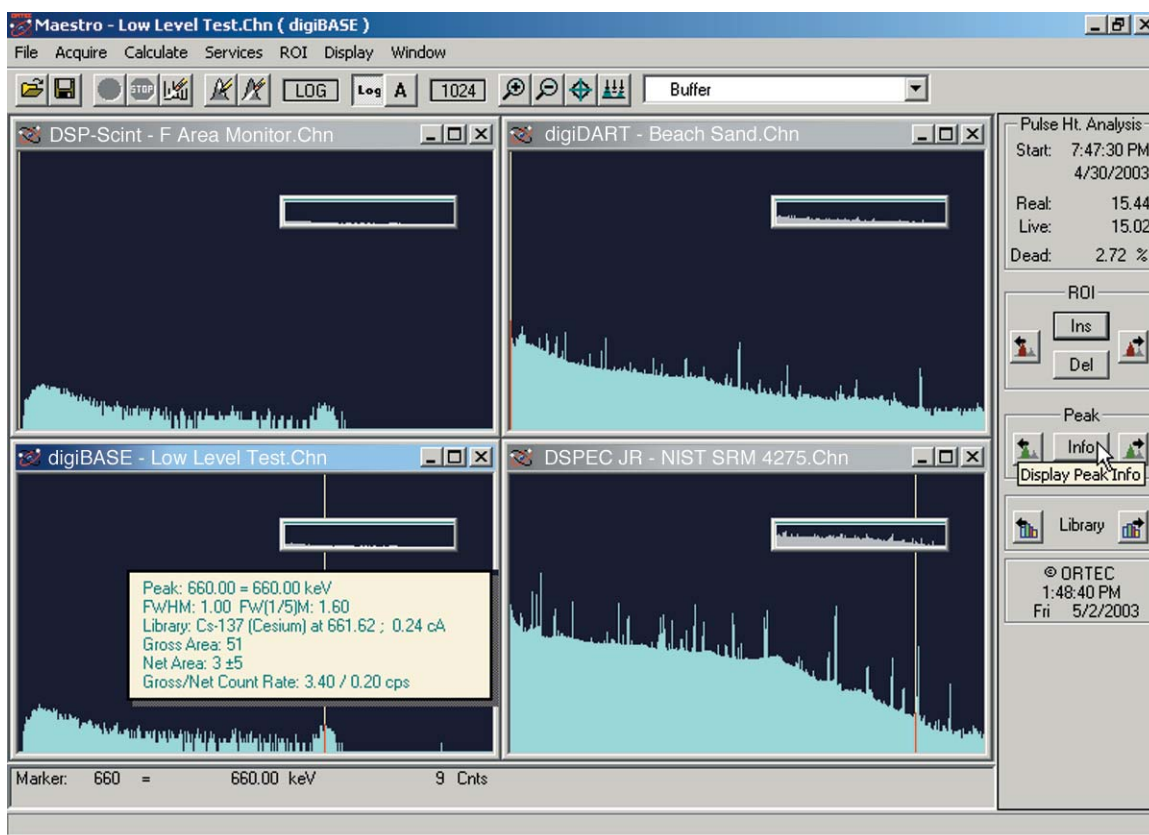 Maestro - Low Level Test.Chn ( digiBASE )
File Acquire Calculate Services ROI Display Window
STOP LOG Log A 1024 Buffer
DSP-Scint - F Area Monitor.Chn
digiDART - Beach Sand.Chn
digiBASE - Low Level Test.Chn
Peak: 660.00 = 660.00 keV
FWHM: 1.00 FW(1/5)M: 1.60
Library: Cs-137 (Cesium) at 661.62 ; 0.24 cA
Gross Area: 51
Net Area: 3 ±5
Gross/Net Count Rate: 3.40 / 0.20 cps
DSPEC JR - NIST SRM 4275.Chn
Pulse Ht. Analysis
Start: 7:47:30 PM
4/30/2003
Real: 15.44
Live: 15.02
Dead: 2.72 %
ROI
Ins
Del
Peak
Info
Display Peak Info
Library
© ORTEC
1:48:40 PM
Fri 5/2/2003
Marker: 660 = 660.00 keV 9 Cnts